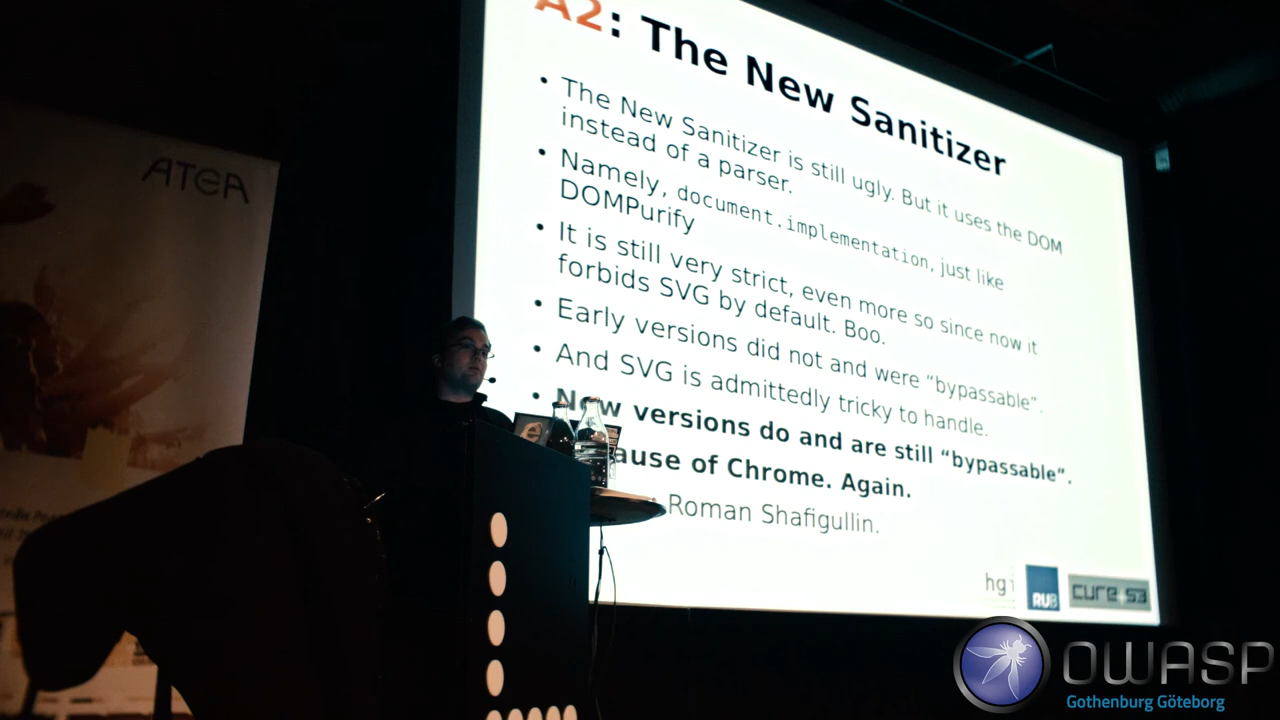 A2: The New Sanitizer
• The New Sanitizer is still ugly. But it uses the DOM
instead of a parser.
• Namely, document.implementation, just like
DOMPurify
• It is still very strict, even more so since now it
forbids SVG by default. Boo.
• Early versions did not and were “bypassable”.
• And SVG is admittedly tricky to handle.
• New versions do and are still “bypassable”.
ause of Chrome. Again.
Roman Shafigullin.
hgi
RUB
cure53
ATEA
OWASP
Gothenburg Göteborg